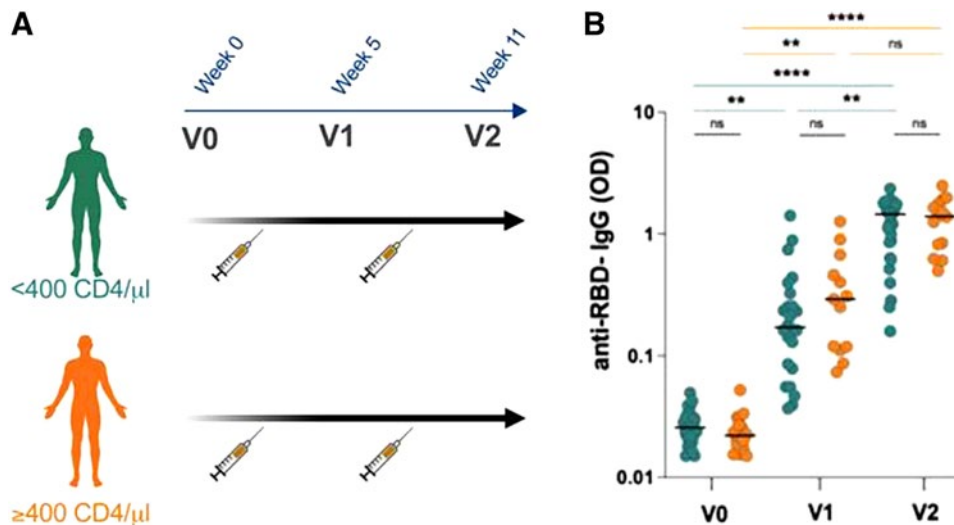 A
Week 0
Week 5
Week 11
V0
V1
V2
<400 CD4/µl
≥400 CD4/µl
B
****
**
ns
****
**
**
ns
ns
ns
anti-RBD- IgG (OD)
10
1
0.1
0.01
V0
V1
V2